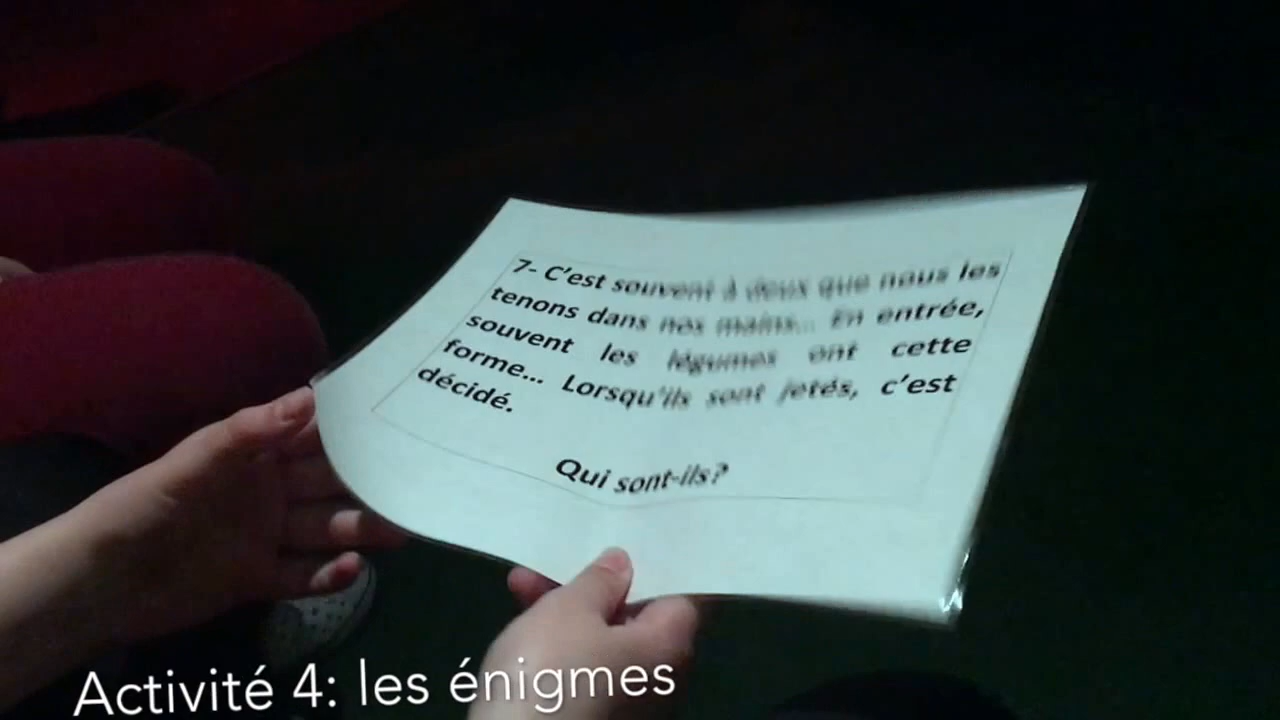 7- C'est souvent à deux que nous les
tenons dans nos mains... En entrée,
souvent les légumes ont cette
forme... Lorsqu'ils sont jetés, c'est
décidé.
Qui sont-ils?
Activité 4: les énigmes